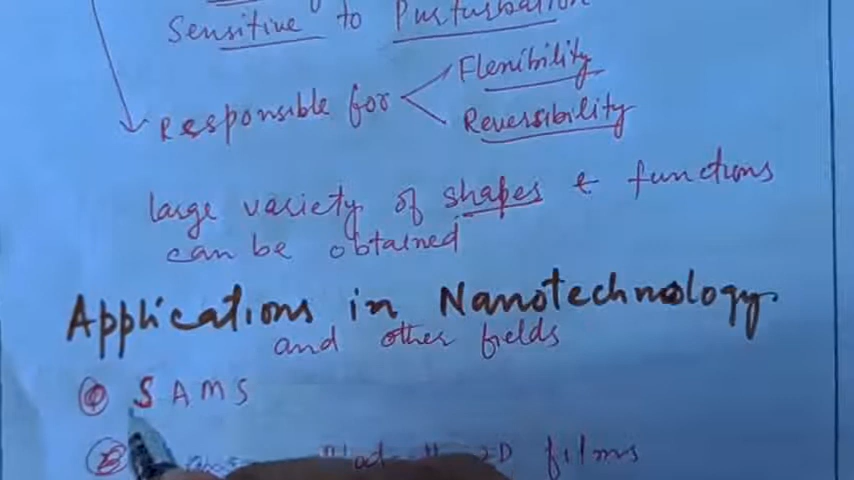 Sensitive to Purturbation
Responsible for Flexibility
Reversibility
large variety of shapes & functions
can be obtained
Applications in Nanotechnology
and other fields
① SAMS
② 2D films